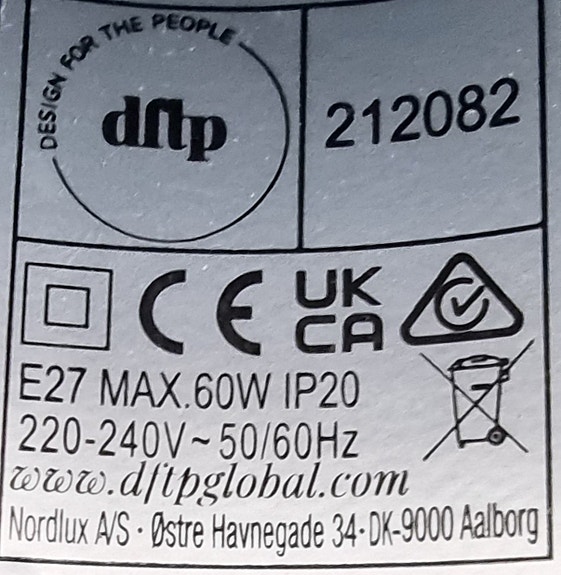 DESIGN FOR THE PEOPLE
dftp
212082
CE UK CA
E27 MAX.60W IP20
220-240V ~ 50/60Hz
www.dftpglobal.com
Nordlux A/S · Østre Havnegade 34 · DK-9000 Aalborg